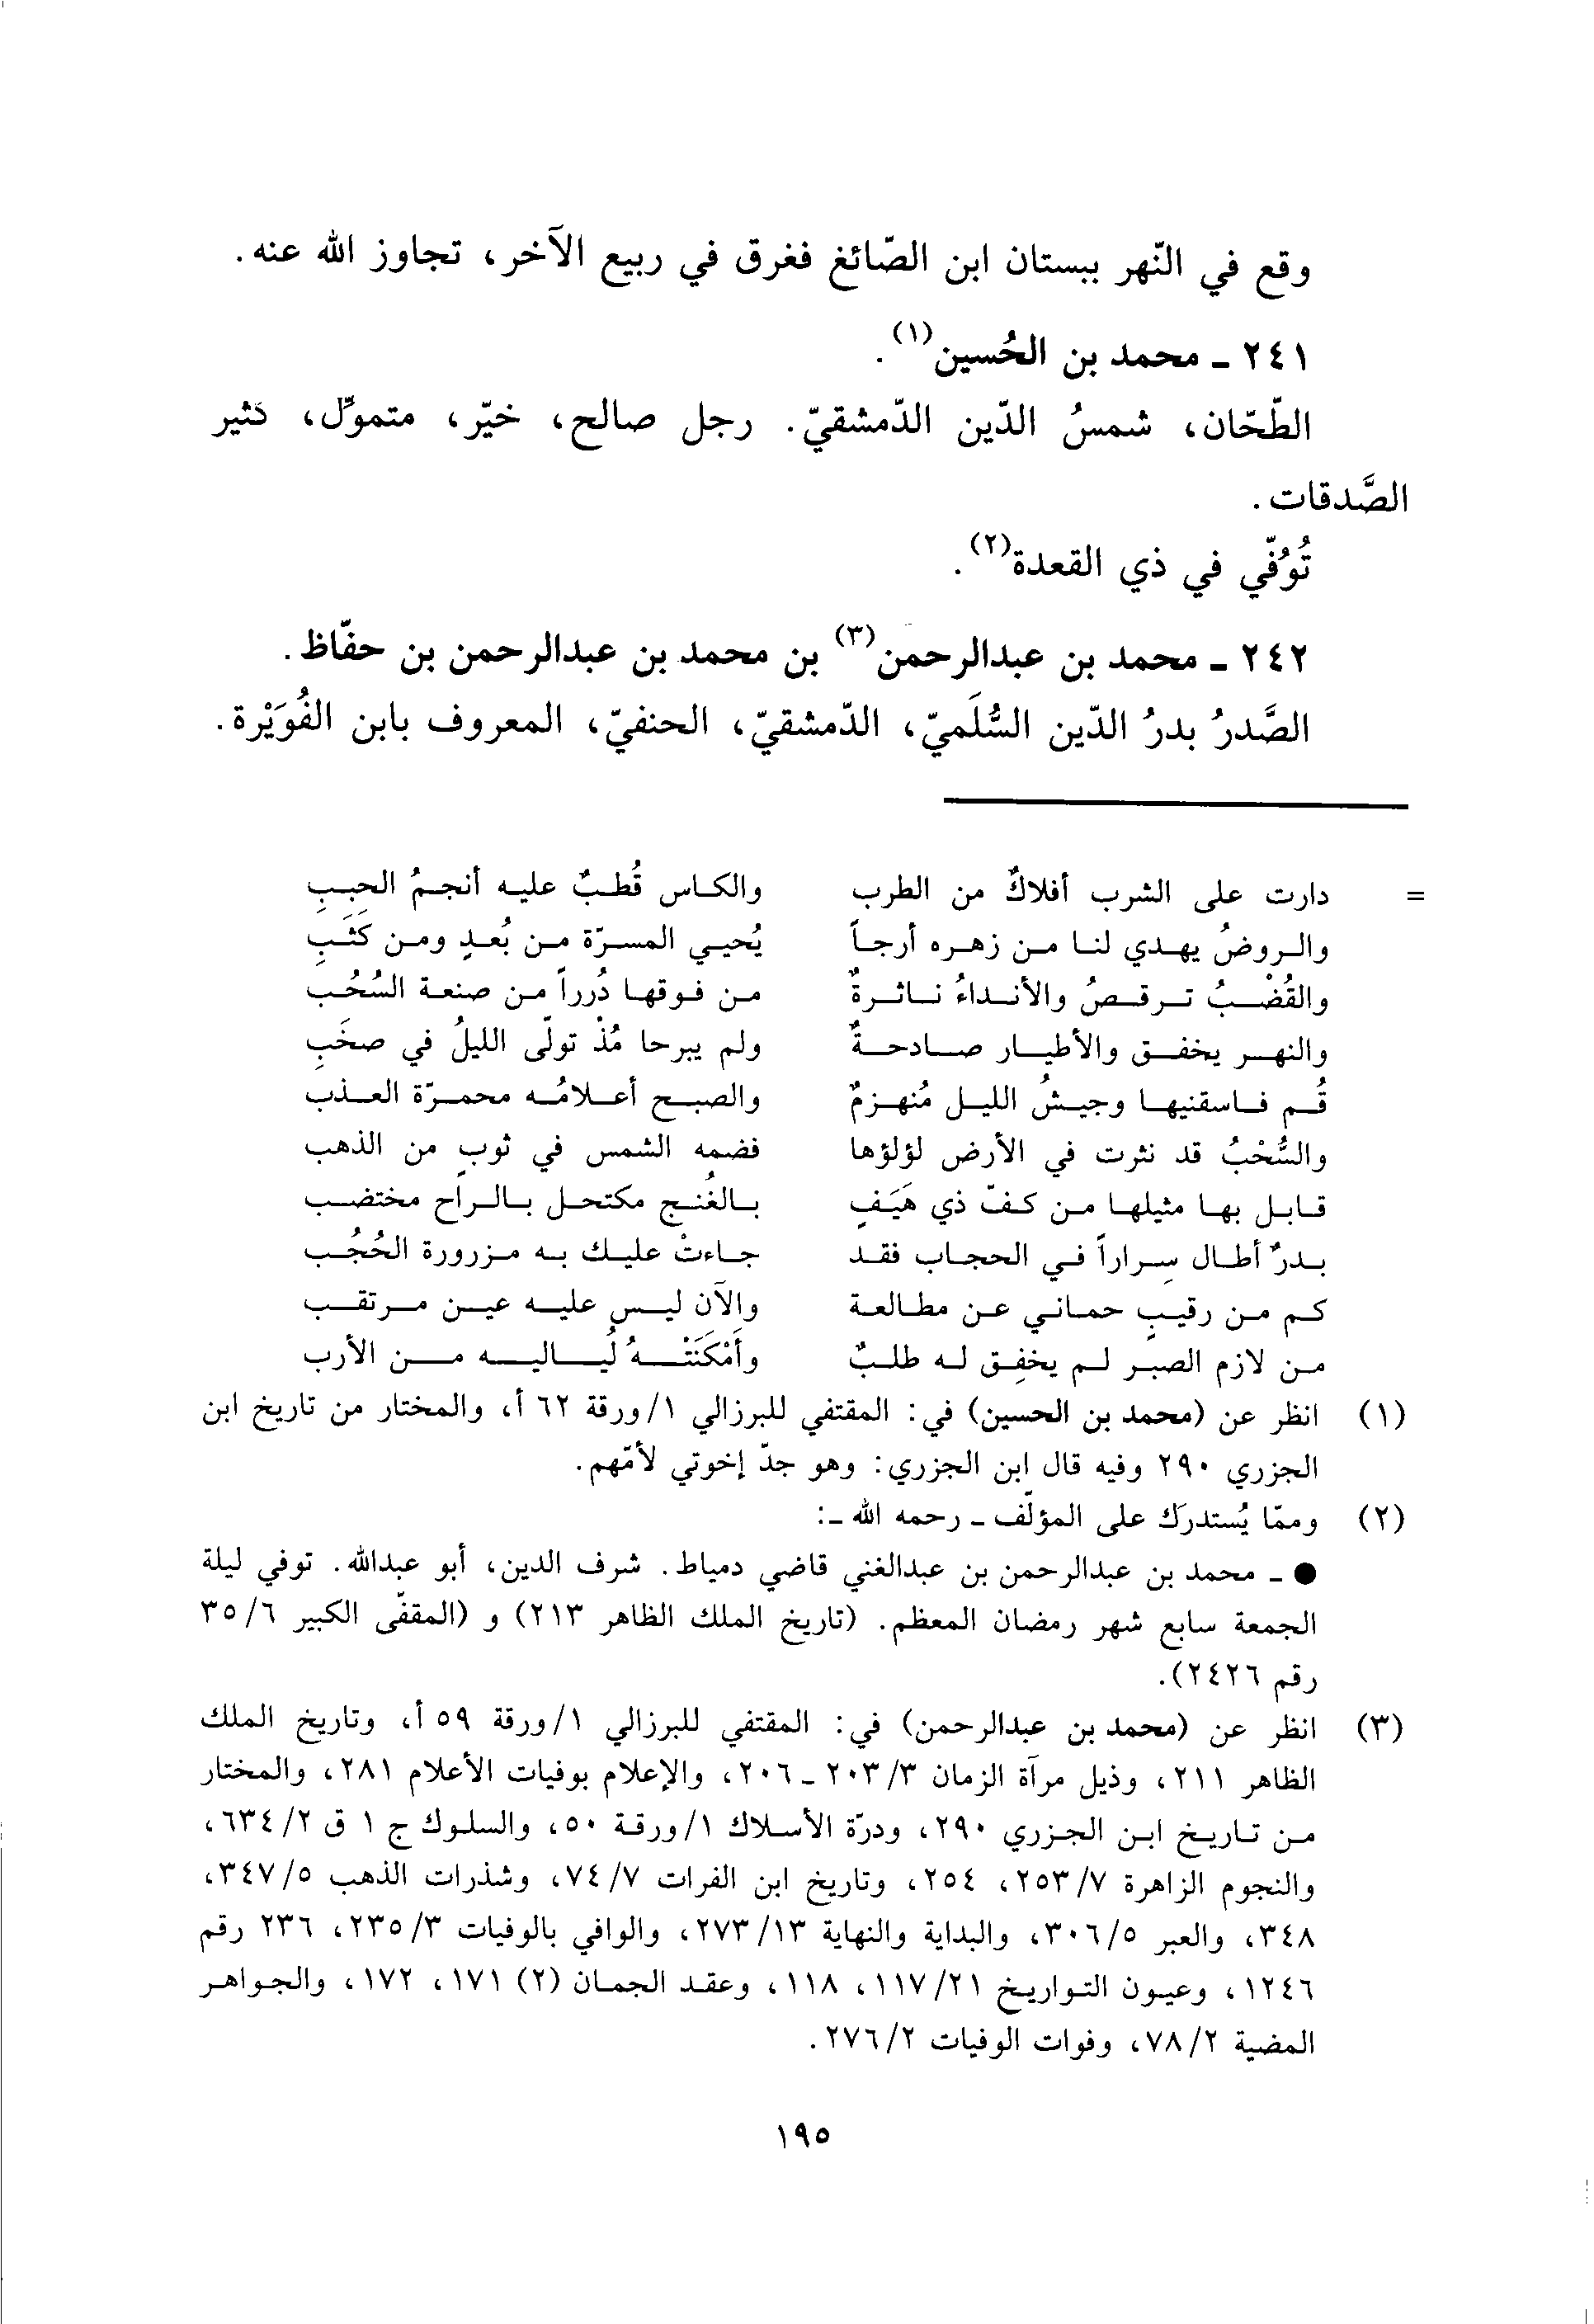 وقع في النّهر ببستان ابن الصّائغ فغرق في ربيع الآخر، تجاوز الله عنه.
٢٤١ ـ محمد بن الحُسين(١).
الطّحّان، شمسُ الدّين الدّمشقيّ. رجل صالح، خيّر، متموّل، كثير
الصَّدقات.
تُوُفّي في ذي القعدة(٢).
٢٤٢ ـ محمد بن عبدالرحمن(٣) بن محمد بن عبدالرحمن بن حفّاظ.
الصَّدرُ بدرُ الدّين السُّلَميّ، الدّمشقيّ، الحنفيّ، المعروف بابن الفُوَيْرة.
= دارت على الشرب أفلاكٌ من الطرب والكاس قُطبٌ عليه أنجمُ الحَبَبِ
والروضُ يهدي لنا من زهره أرجاً يُحيي المسرّة من بُعدٍ ومن كَثَبِ
والقُضْبُ ترقصُ والأنداءُ ناثرةٌ من فوقها دُرراً من صنعة السُحُب
والنهر يخفق والأطيار صادحةٌ ولم يبرحا مُذْ تولّى الليلُ في صخَبِ
قُم فاسقنيها وجيشُ الليل مُنهزمٌ والصبح أعلامُه محمرّة العذب
والسُّحْبُ قد نثرت في الأرض لؤلؤها فضمه الشمس في ثوبٍ من الذهب
قابل بها مثيلها من كفّ ذي هَيَفٍ بالغُنج مكتحل بالراح مختضب
بدرٌ أطال سِراراً في الحجاب فقد جاءتْ عليك به مزرورة الحُجُب
كم من رقيبٍ حماني عن مطالعة والآن ليس عليه عين مرتقب
من لازم الصبر لم يخفِق له طلبٌ وأَمْكَنَتْهُ لُياليه من الأرب
(١) انظر عن (محمد بن الحسين) في: المقتفي للبرزالي ١/ورقة ٦٢ أ، والمختار من تاريخ ابن
الجزري ٢٩٠ وفيه قال ابن الجزري: وهو جدّ إخوتي لأمّهم.
(٢) وممّا يُستدرَك على المؤلّف ـ رحمه الله ـ:
● ـ محمد بن عبدالرحمن بن عبدالغني قاضي دمياط. شرف الدين، أبو عبدالله. توفي ليلة
الجمعة سابع شهر رمضان المعظم. (تاريخ الملك الظاهر ٢١٣) و (المقفّى الكبير ٣٥/٦
رقم ٢٤٢٦).
(٣) انظر عن (محمد بن عبدالرحمن) في: المقتفي للبرزالي ١/ورقة ٥٩ أ، وتاريخ الملك
الظاهر ٢١١، وذيل مرآة الزمان ٢٠٣/٣ ـ ٢٠٦، والإعلام بوفيات الأعلام ٢٨١، والمختار
من تاريخ ابن الجزري ٢٩٠، ودرّة الأسلاك ١/ورقة ٥٠، والسلوك ج ١ ق ٦٣٤/٢،
والنجوم الزاهرة ٢٥٣/٧، ٢٥٤، وتاريخ ابن الفرات ٧٤/٧، وشذرات الذهب ٣٤٧/٥،
٣٤٨، والعبر ٣٠٦/٥، والبداية والنهاية ٢٧٣/١٣، والوافي بالوفيات ٢٣٥/٣، ٢٣٦ رقم
١٢٤٦، وعيون التواريخ ١١٧/٢١، ١١٨، وعقد الجمان (٢) ١٧١، ١٧٢، والجواهر
المضية ٧٨/٢، وفوات الوفيات ٢٧٦/٢.
١٩٥